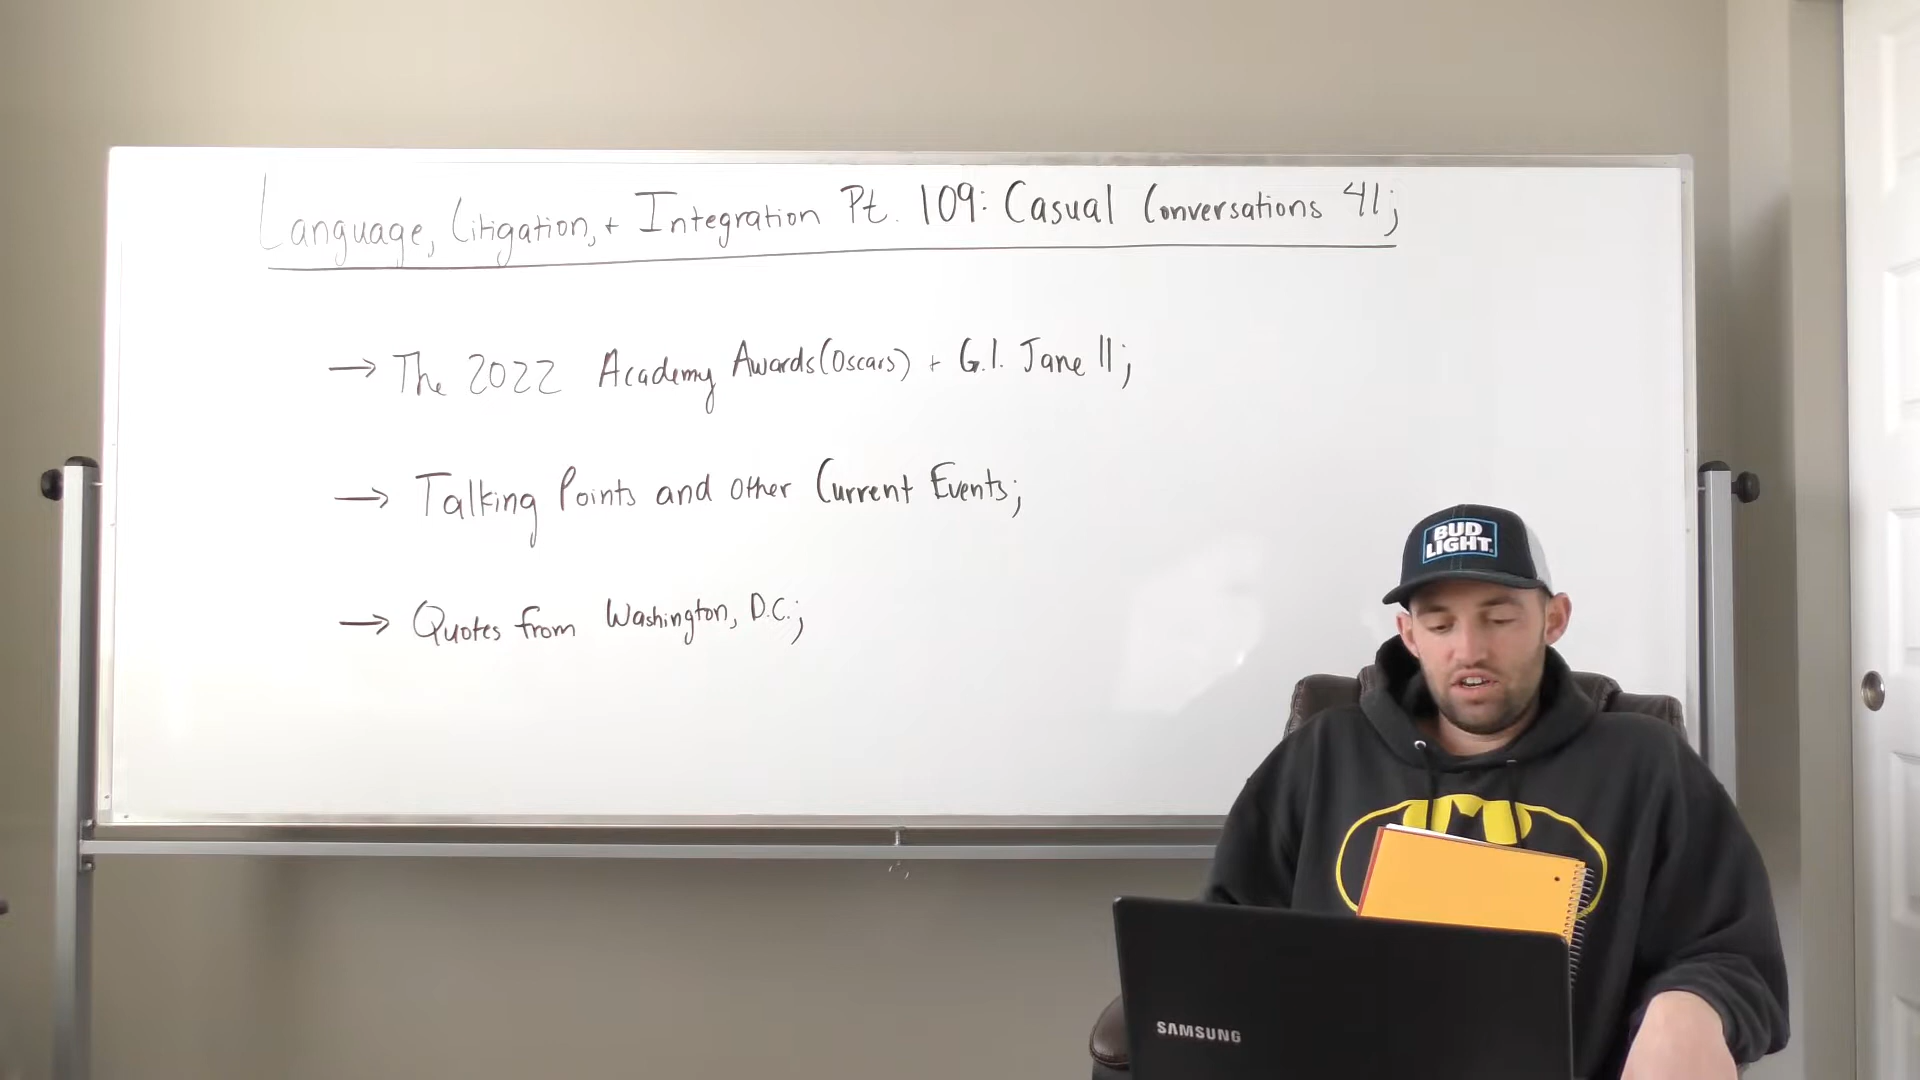 Language, Litigation, + Integration Pt. 109: Casual Conversations 41;
→ The 2022 Academy Awards (Oscars) + G.I. Jane II;
→ Talking Points and other Current Events;
→ Quotes from Washington, D.C.;
BUD
LIGHT
SAMSUNG